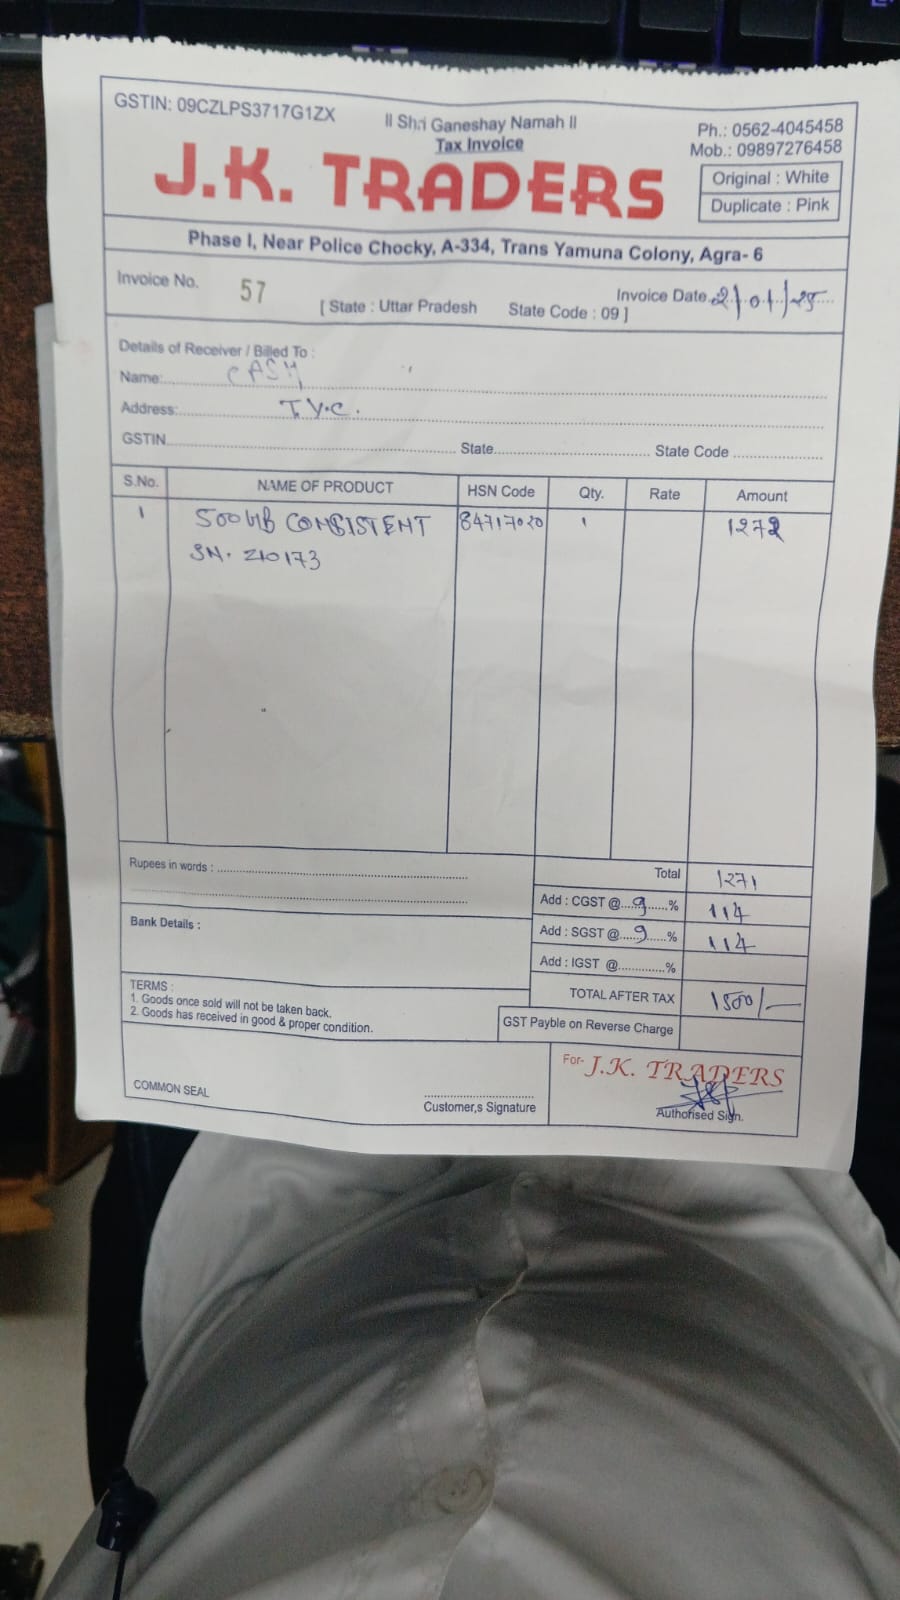 GSTIN: 09CZLPS3717G1ZX
|| Shri Ganeshay Namah ||
Tax Invoice
Ph.: 0562-4045458
Mob.: 09897276458
J.K. TRADERS
Original : White
Duplicate : Pink
Phase I, Near Police Chocky, A-334, Trans Yamuna Colony, Agra- 6
Invoice No. 57
[ State : Uttar Pradesh State Code : 09 ]
Invoice Date 2/01/25
Details of Receiver / Billed To :
Name: CASH
Address: T.Y.C.
GSTIN State State Code
S.No. NAME OF PRODUCT HSN Code Qty. Rate Amount
1 500GB CONSISTENT 84717020 1 1272
SN. Z10173
Rupees in words :
Total 1271
Add : CGST @ 9 % 114
Bank Details :
Add : SGST @ 9 % 114
Add : IGST @ %
TOTAL AFTER TAX 1500/-
TERMS :
1. Goods once sold will not be taken back.
2. Goods has received in good & proper condition.
GST Payble on Reverse Charge
For- J.K. TRADERS
COMMON SEAL
Customer,s Signature
Authorised Sign.